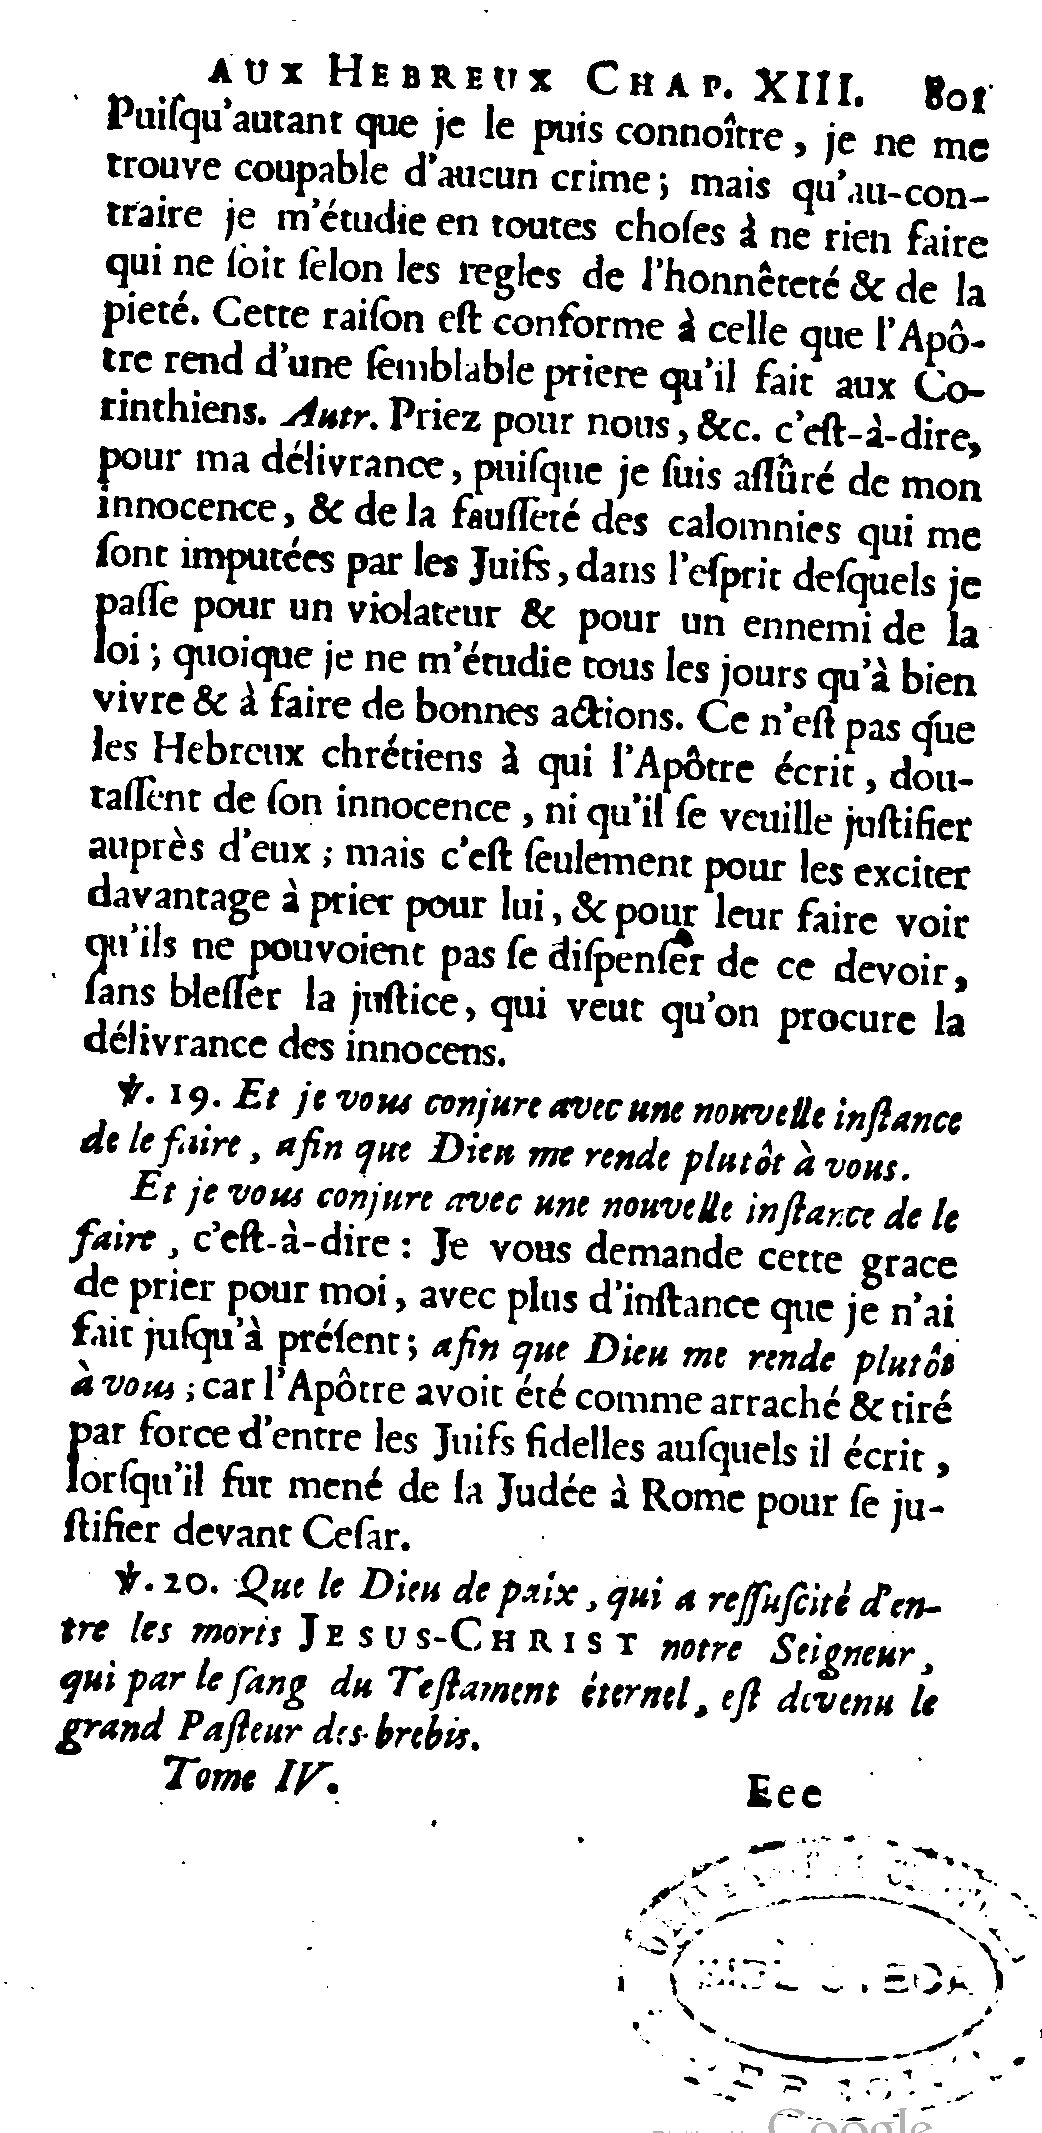 AUX HEBREUX CHAP. XIII. 801
Puiſqu'autant que je le puis connoître, je ne me
trouve coupable d'aucun crime; mais qu'au-con-
traire je m'étudie en toutes choſes à ne rien faire
qui ne ſoit ſelon les regles de l'honnêteté & de la
pieté. Cette raiſon eſt conforme à celle que l'Apô-
tre rend d'une ſemblable priere qu'il fait aux Co-
rinthiens. Autr. Priez pour nous, &c. c'eſt-à-dire,
pour ma délivrance, puiſque je ſuis aſſûré de mon
innocence, & de la fauſſeté des calomnies qui me
ſont imputées par les Juifs, dans l'eſprit deſquels je
paſſe pour un violateur & pour un ennemi de la
loi; quoique je ne m'étudie tous les jours qu'à bien
vivre & à faire de bonnes actions. Ce n'eſt pas que
les Hebreux chrétiens à qui l'Apôtre écrit, dou-
taſſent de ſon innocence, ni qu'il ſe veuille juſtifier
auprès d'eux; mais c'eſt ſeulement pour les exciter
davantage à prier pour lui, & pour leur faire voir
qu'ils ne pouvoient pas ſe diſpenſer de ce devoir,
ſans bleſſer la juſtice, qui veut qu'on procure la
délivrance des innocens.
℣. 19. Et je vous conjure avec une nouvelle inſtance
de le faire, afin que Dieu me rende plutôt à vous.
Et je vous conjure avec une nouvelle inſtance de le
faire, c'eſt-à-dire: Je vous demande cette grace
de prier pour moi, avec plus d'inſtance que je n'ai
fait juſqu'à préſent; afin que Dieu me rende plutôt
à vous; car l'Apôtre avoit été comme arraché & tiré
par force d'entre les Juifs fidelles auſquels il écrit,
lorſqu'il fut mené de la Judée à Rome pour ſe ju-
ſtifier devant Ceſar.
℣. 20. Que le Dieu de paix, qui a reſſuſcité d'en-
tre les morts JESUS-CHRIST notre Seigneur,
qui par le ſang du Teſtament éternel, eſt devenu le
grand Paſteur des brebis.
Tome IV. Eee
BIBLIOTECA
Google